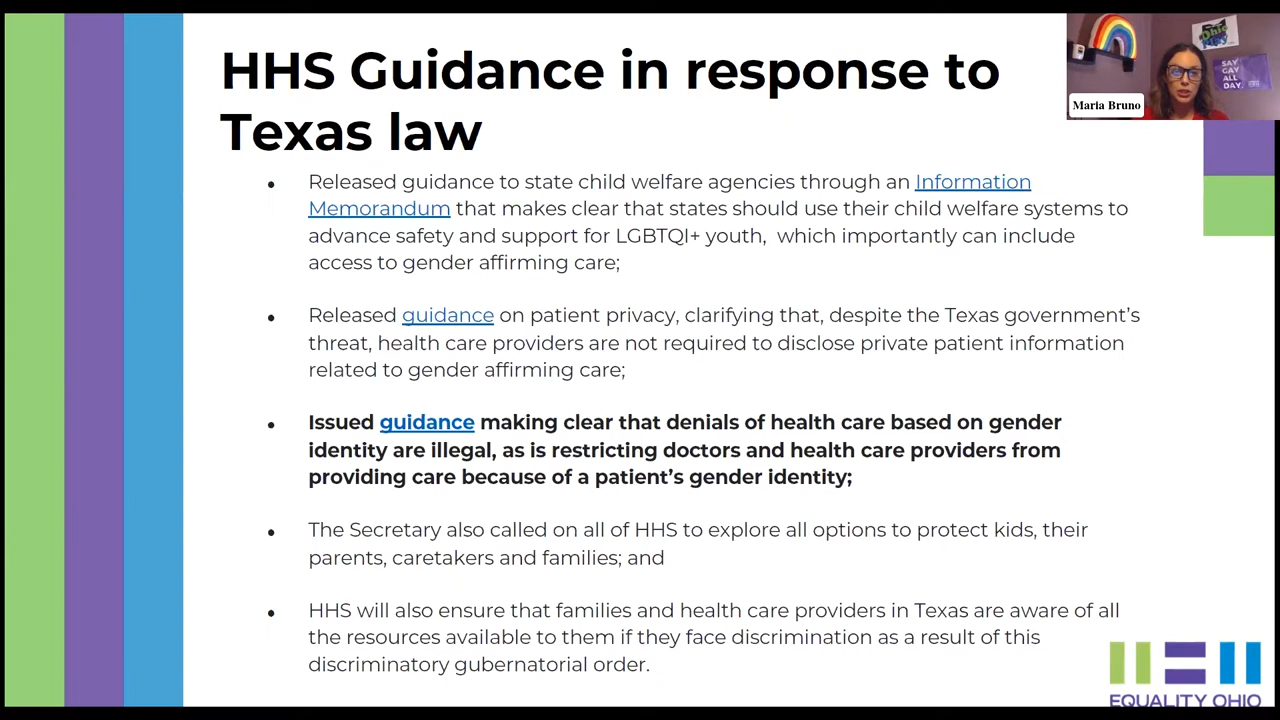 HHS Guidance in response to
Texas law
Maria Bruno
SAY
GAY
ALL
DAY.
• Released guidance to state child welfare agencies through an Information
Memorandum that makes clear that states should use their child welfare systems to
advance safety and support for LGBTQI+ youth, which importantly can include
access to gender affirming care;
• Released guidance on patient privacy, clarifying that, despite the Texas government’s
threat, health care providers are not required to disclose private patient information
related to gender affirming care;
• Issued guidance making clear that denials of health care based on gender
identity are illegal, as is restricting doctors and health care providers from
providing care because of a patient’s gender identity;
• The Secretary also called on all of HHS to explore all options to protect kids, their
parents, caretakers and families; and
• HHS will also ensure that families and health care providers in Texas are aware of all
the resources available to them if they face discrimination as a result of this
discriminatory gubernatorial order.
EQUALITY OHIO